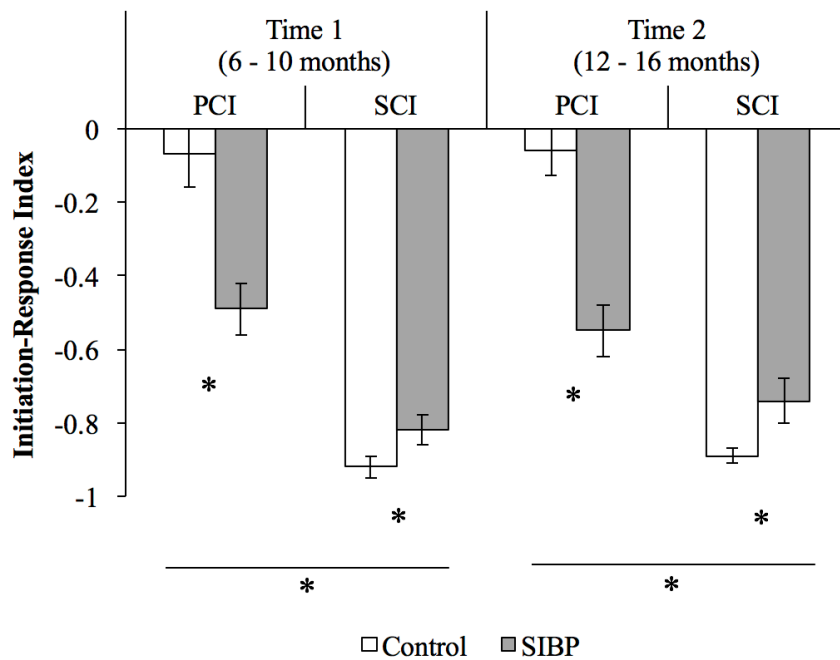 Time 1
(6 - 10 months)
Time 2
(12 - 16 months)
PCI
SCI
PCI
SCI
Initiation-Response Index
0
-0.2
-0.4
-0.6
-0.8
-1
*
*
*
*
*
*
Control
SIBP